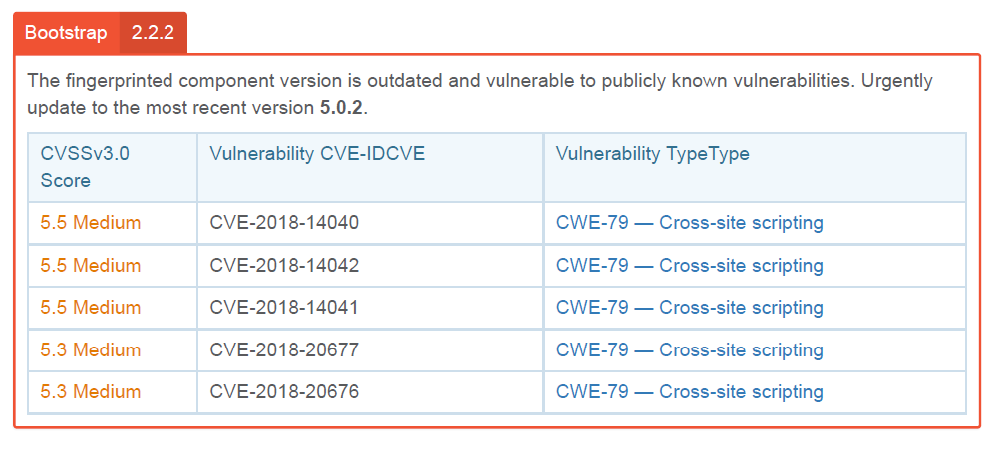 Bootstrap 2.2.2
The fingerprinted component version is outdated and vulnerable to publicly known vulnerabilities. Urgently
update to the most recent version 5.0.2.
CVSSv3.0 Vulnerability CVE-IDCVE Vulnerability TypeType
Score
5.5 Medium CVE-2018-14040 CWE-79 — Cross-site scripting
5.5 Medium CVE-2018-14042 CWE-79 — Cross-site scripting
5.5 Medium CVE-2018-14041 CWE-79 — Cross-site scripting
5.3 Medium CVE-2018-20677 CWE-79 — Cross-site scripting
5.3 Medium CVE-2018-20676 CWE-79 — Cross-site scripting